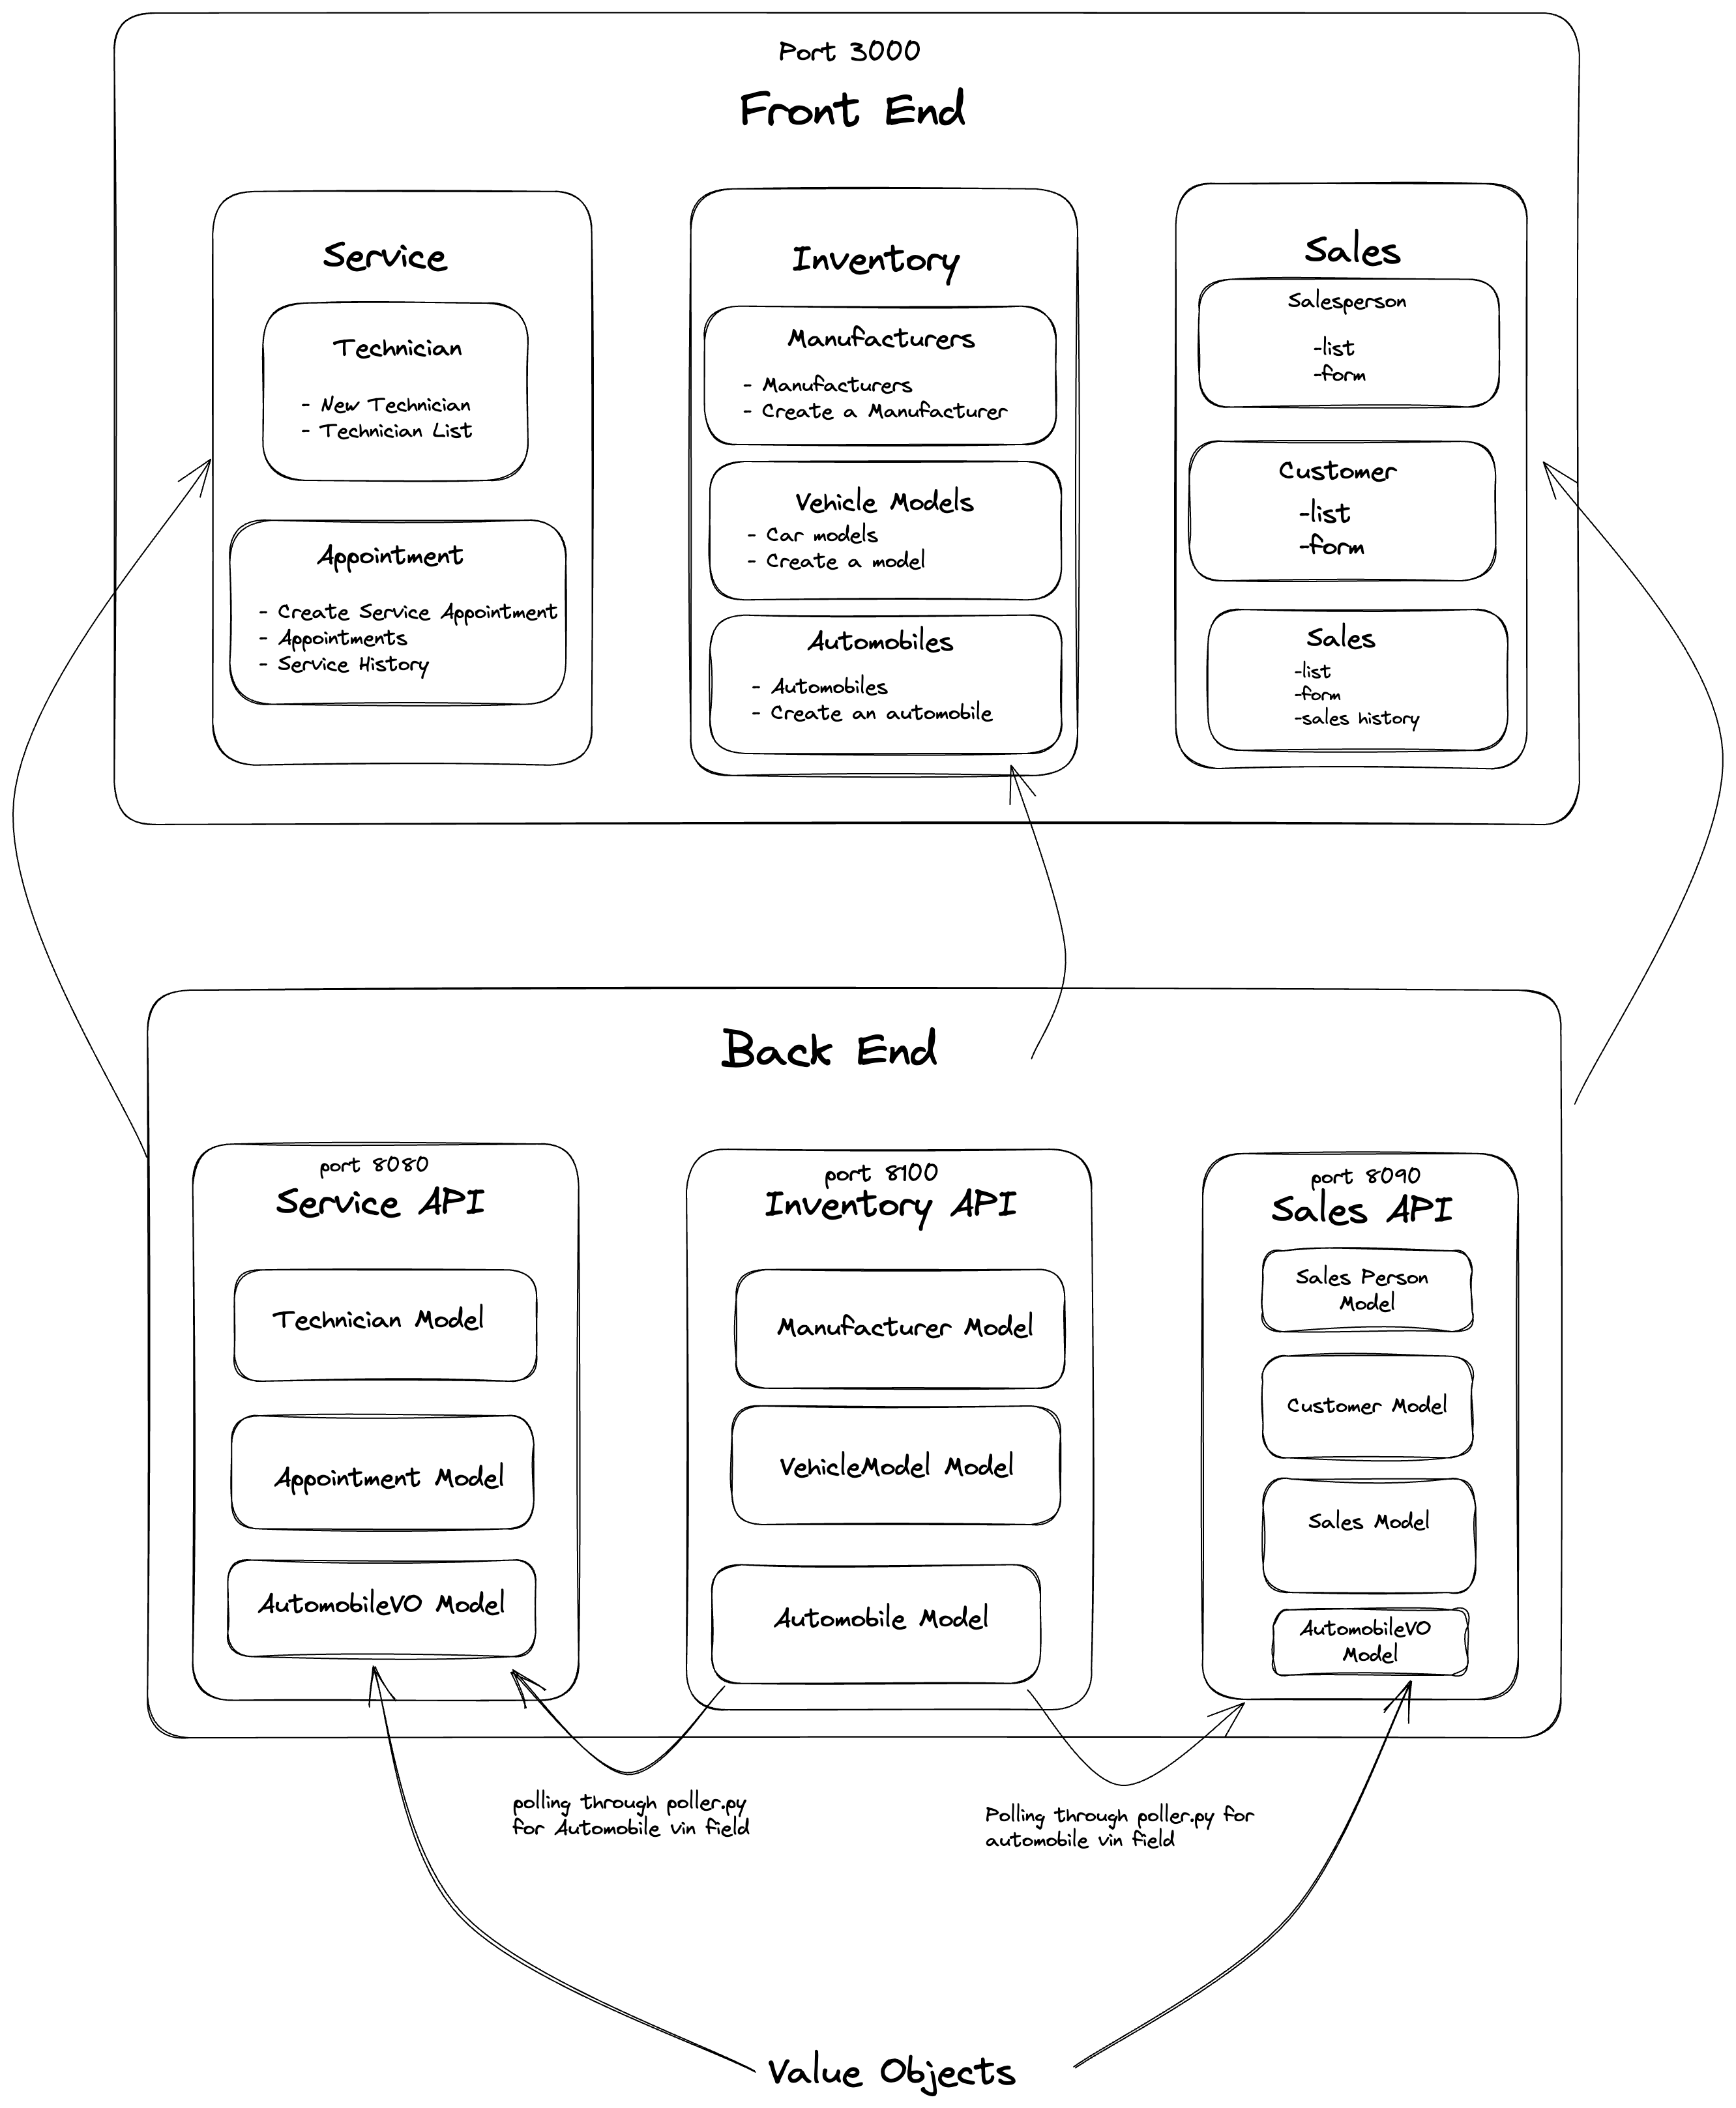 Port 3000
Front End
Service
Technician
- New Technician
- Technician List
Appointment
- Create Service Appointment
- Appointments
- Service History
Inventory
Manufacturers
- Manufacturers
- Create a Manufacturer
Vehicle Models
- Car models
- Create a model
Automobiles
- Automobiles
- Create an automobile
Sales
Salesperson
-list
-form
Customer
-list
-form
Sales
-list
-form
-sales history
Back End
port 8080
Service API
Technician Model
Appointment Model
AutomobileVO Model
port 8100
Inventory API
Manufacturer Model
VehicleModel Model
Automobile Model
port 8090
Sales API
Sales Person
Model
Customer Model
Sales Model
AutomobileVO
Model
polling through poller.py
for Automobile vin field
Polling through poller.py for
automobile vin field
Value Objects